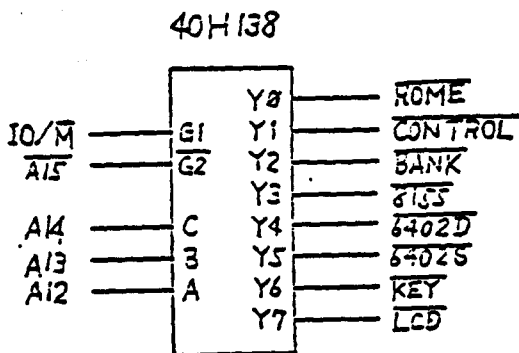 40H138
Y0 ROME
IO/M G1 Y1 CONTROL
A15 G2 Y2 BANK
Y3 8155
A14 C Y4 6402D
A13 B Y5 6402S
A12 A Y6 KEY
Y7 LCD